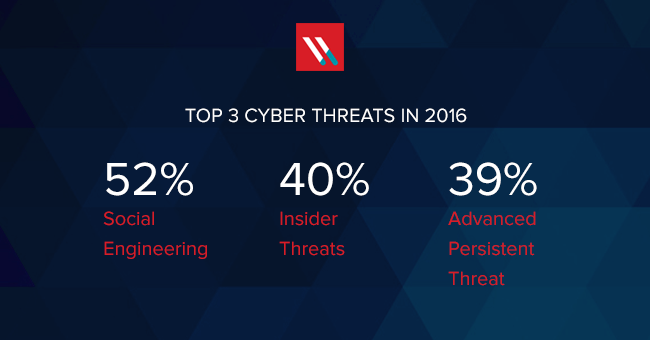 TOP 3 CYBER THREATS IN 2016
52%
Social
Engineering
40%
Insider
Threats
39%
Advanced
Persistent
Threat